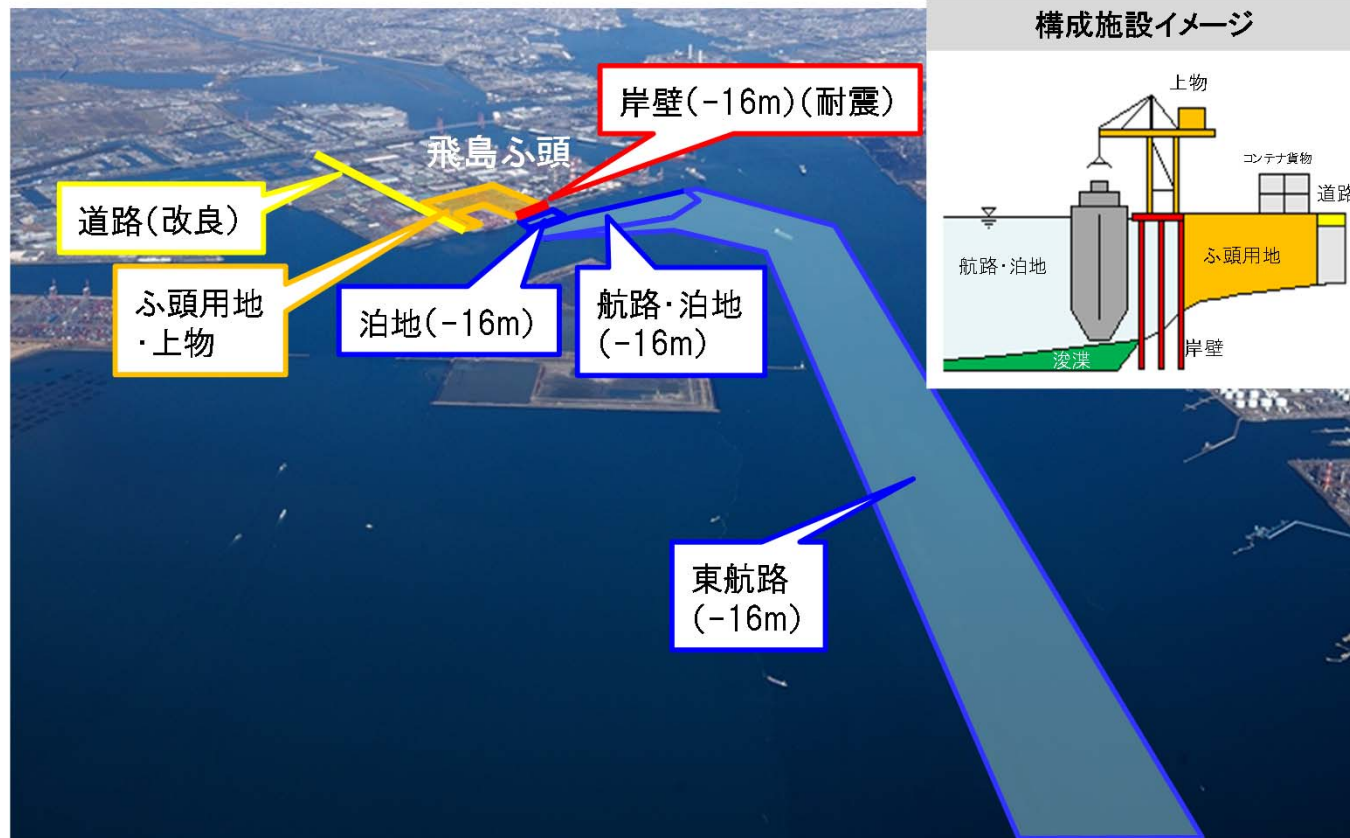 構成施設イメージ
上物
コンテナ貨物
道路
航路・泊地
ふ頭用地
岸壁
浚渫
岸壁(-16m)(耐震)
飛島ふ頭
道路(改良)
ふ頭用地
・上物
泊地(-16m)
航路・泊地
(-16m)
東航路
(-16m)